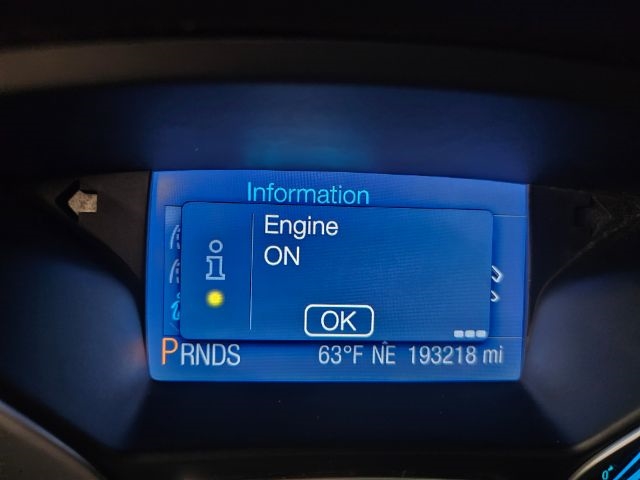 Information
Engine
ON
OK
PRNDS 63°F NE 193218 mi